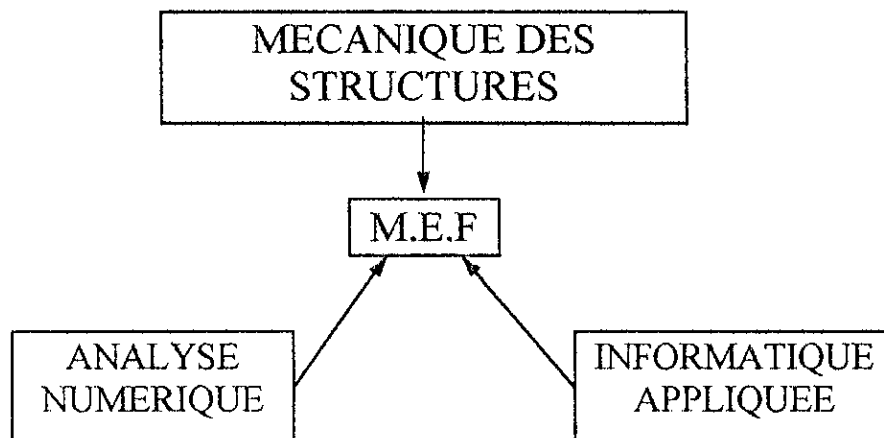 MECANIQUE DES
STRUCTURES
M.E.F
ANALYSE
NUMERIQUE
INFORMATIQUE
APPLIQUEE